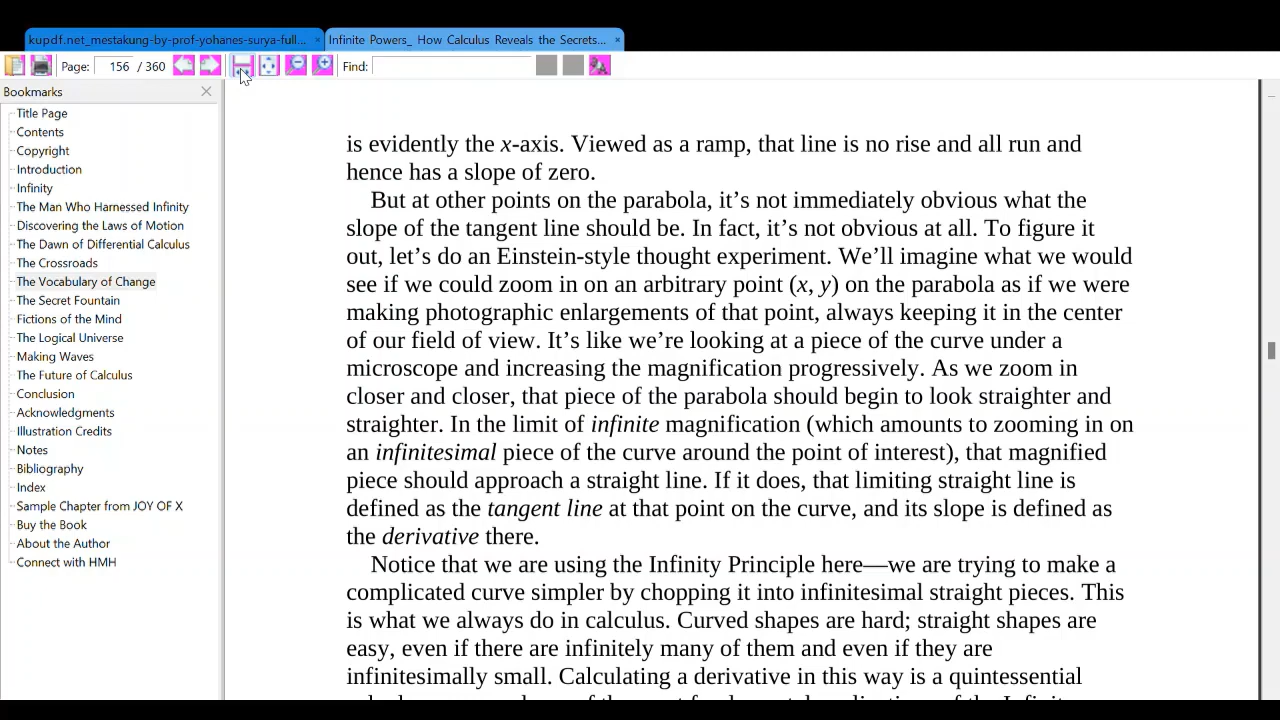 kupdf.net_mestakung-by-prof-yohanes-surya-full...
Infinite Powers_ How Calculus Reveals the Secrets...
Page: 156 / 360
Find:
Bookmarks
Title Page
Contents
Copyright
Introduction
Infinity
The Man Who Harnessed Infinity
Discovering the Laws of Motion
The Dawn of Differential Calculus
The Crossroads
The Vocabulary of Change
The Secret Fountain
Fictions of the Mind
The Logical Universe
Making Waves
The Future of Calculus
Conclusion
Acknowledgments
Illustration Credits
Notes
Bibliography
Index
Sample Chapter from JOY OF X
Buy the Book
About the Author
Connect with HMH
is evidently the x-axis. Viewed as a ramp, that line is no rise and all run and
hence has a slope of zero.
But at other points on the parabola, it’s not immediately obvious what the
slope of the tangent line should be. In fact, it’s not obvious at all. To figure it
out, let’s do an Einstein-style thought experiment. We’ll imagine what we would
see if we could zoom in on an arbitrary point (x, y) on the parabola as if we were
making photographic enlargements of that point, always keeping it in the center
of our field of view. It’s like we’re looking at a piece of the curve under a
microscope and increasing the magnification progressively. As we zoom in
closer and closer, that piece of the parabola should begin to look straighter and
straighter. In the limit of infinite magnification (which amounts to zooming in on
an infinitesimal piece of the curve around the point of interest), that magnified
piece should approach a straight line. If it does, that limiting straight line is
defined as the tangent line at that point on the curve, and its slope is defined as
the derivative there.
Notice that we are using the Infinity Principle here—we are trying to make a
complicated curve simpler by chopping it into infinitesimal straight pieces. This
is what we always do in calculus. Curved shapes are hard; straight shapes are
easy, even if there are infinitely many of them and even if they are
infinitesimally small. Calculating a derivative in this way is a quintessential